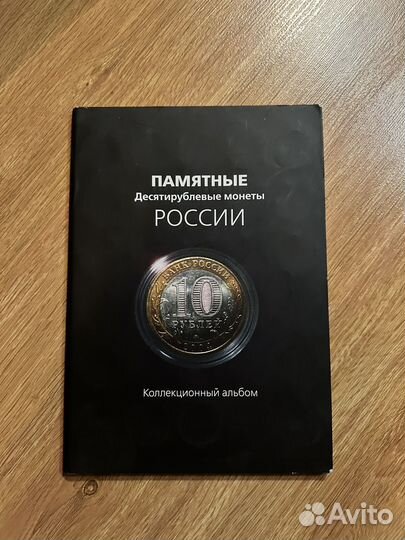 ПАМЯТНЫЕ
Десятирублевые монеты
РОССИИ
БАНК РОССИИ
10
РУБЛЕЙ
Коллекционный альбом
Avito